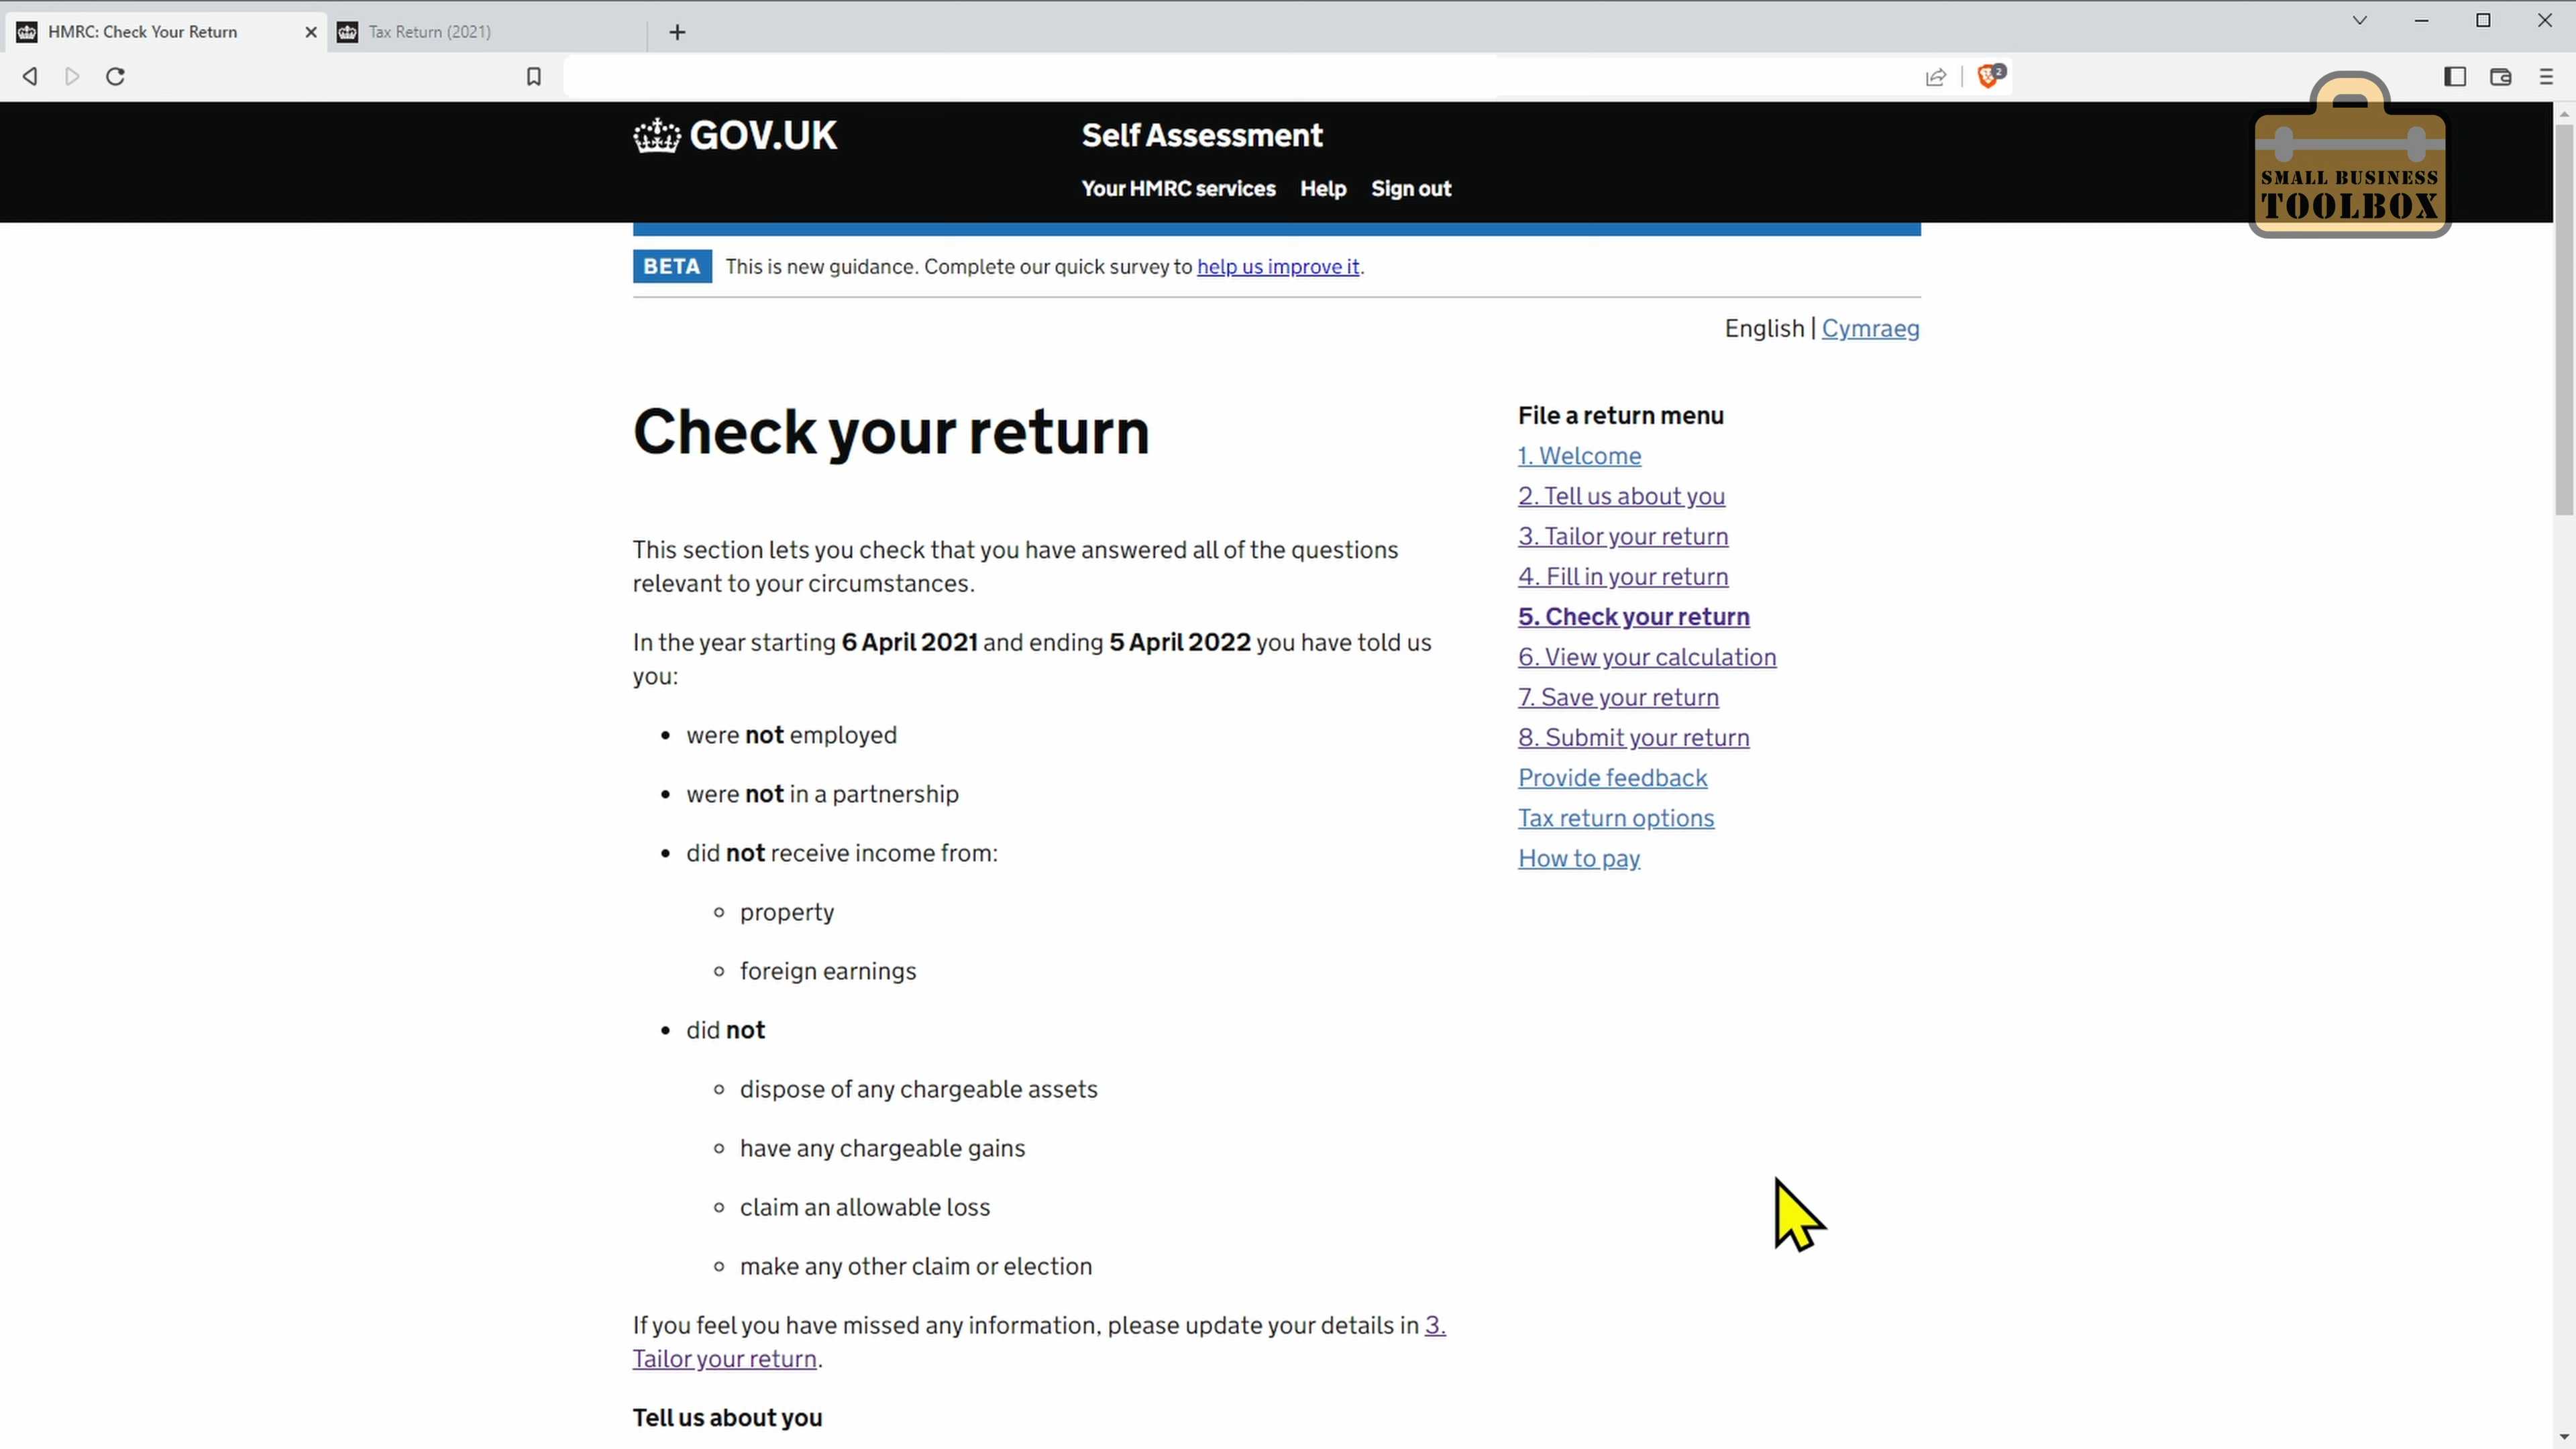 HMRC: Check Your Return
Tax Return (2021)
2
GOV.UK
Self Assessment
Your HMRC services Help Sign out
SMALL BUSINESS
TOOLBOX
BETA This is new guidance. Complete our quick survey to help us improve it.
English | Cymraeg
Check your return
This section lets you check that you have answered all of the questions
relevant to your circumstances.
In the year starting 6 April 2021 and ending 5 April 2022 you have told us
you:
were not employed
were not in a partnership
did not receive income from:
property
foreign earnings
did not
dispose of any chargeable assets
have any chargeable gains
claim an allowable loss
make any other claim or election
If you feel you have missed any information, please update your details in 3.
Tailor your return.
Tell us about you
File a return menu
1. Welcome
2. Tell us about you
3. Tailor your return
4. Fill in your return
5. Check your return
6. View your calculation
7. Save your return
8. Submit your return
Provide feedback
Tax return options
How to pay